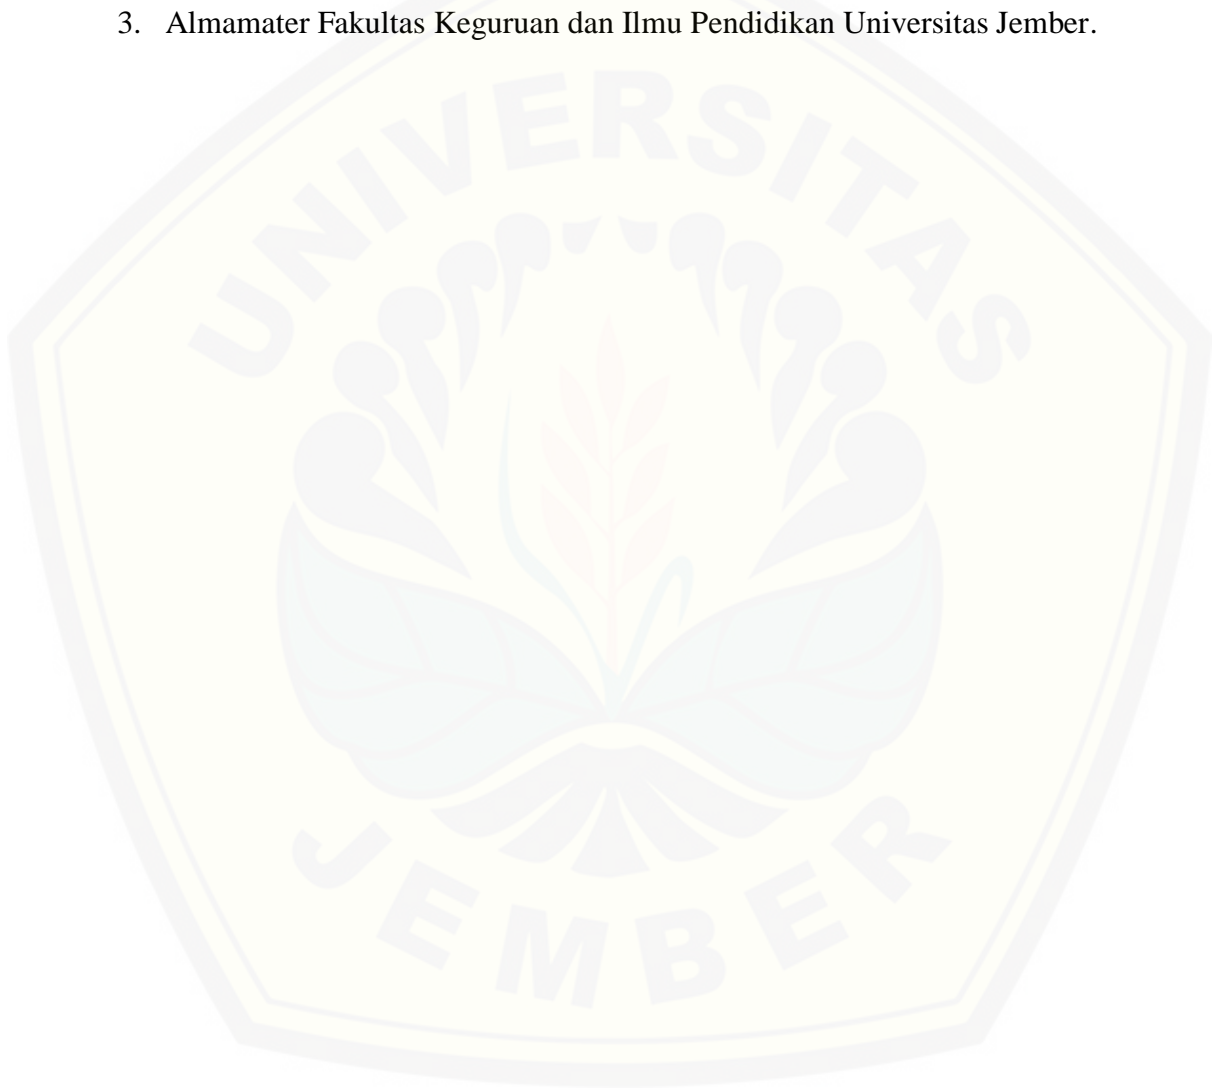 3. Almamater Fakultas Keguruan dan Ilmu Pendidikan Universitas Jember.
UNIVERSITAS
JEMBER